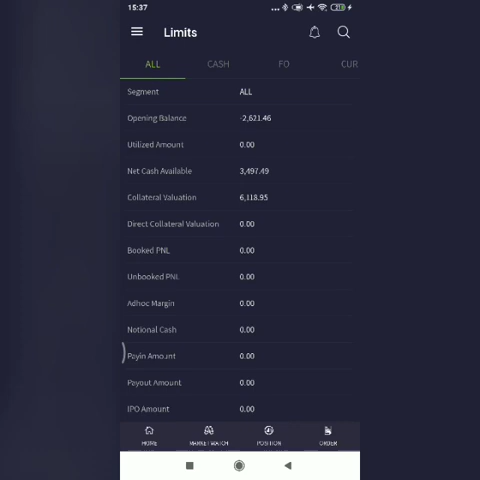 15:37
Limits
ALL CASH FO CUR
Segment ALL
Opening Balance -2,621.46
Utilized Amount 0.00
Net Cash Available 3,497.49
Collateral Valuation 6,118.95
Direct Collateral Valuation 0.00
Booked PNL 0.00
Unbooked PNL 0.00
Adhoc Margin 0.00
Notional Cash 0.00
Payin Amount 0.00
Payout Amount 0.00
IPO Amount 0.00
HOME MARKET WATCH POSITION ORDER